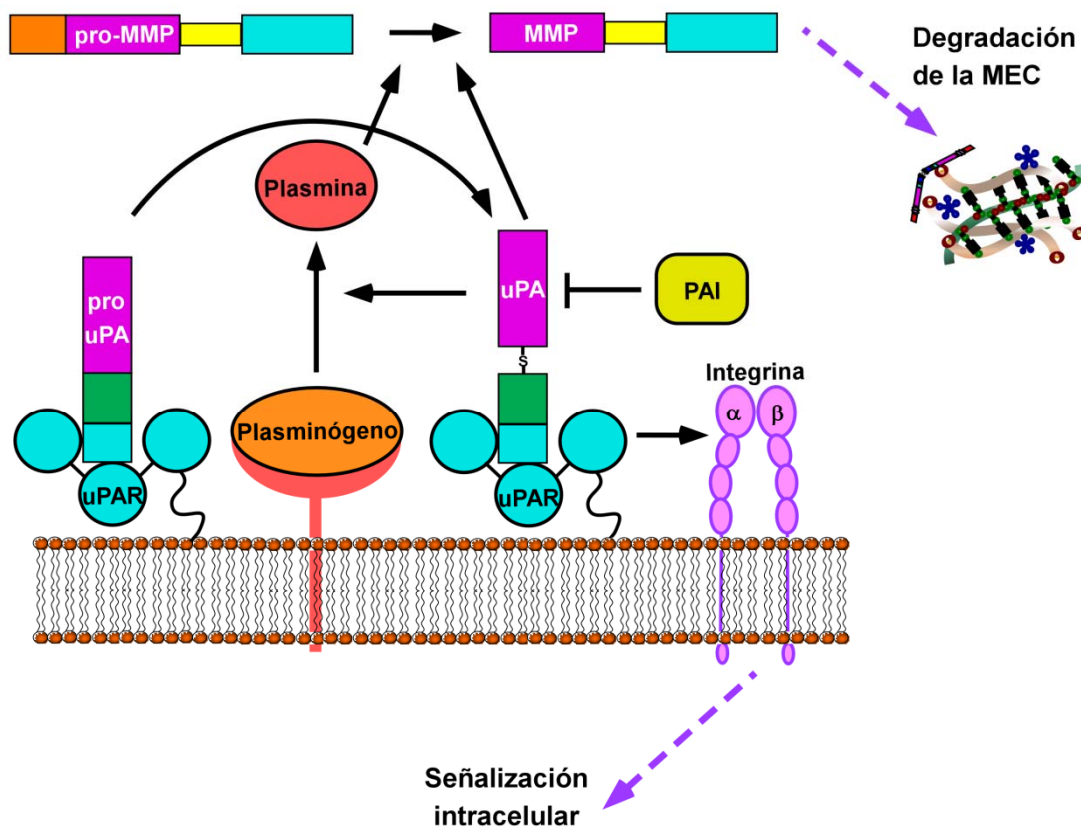 pro-MMP
MMP
Degradación
de la MEC
Plasmina
pro
uPA
uPA
PAI
S
Integrina
α
β
Plasminógeno
uPAR
uPAR
Señalización
intracelular